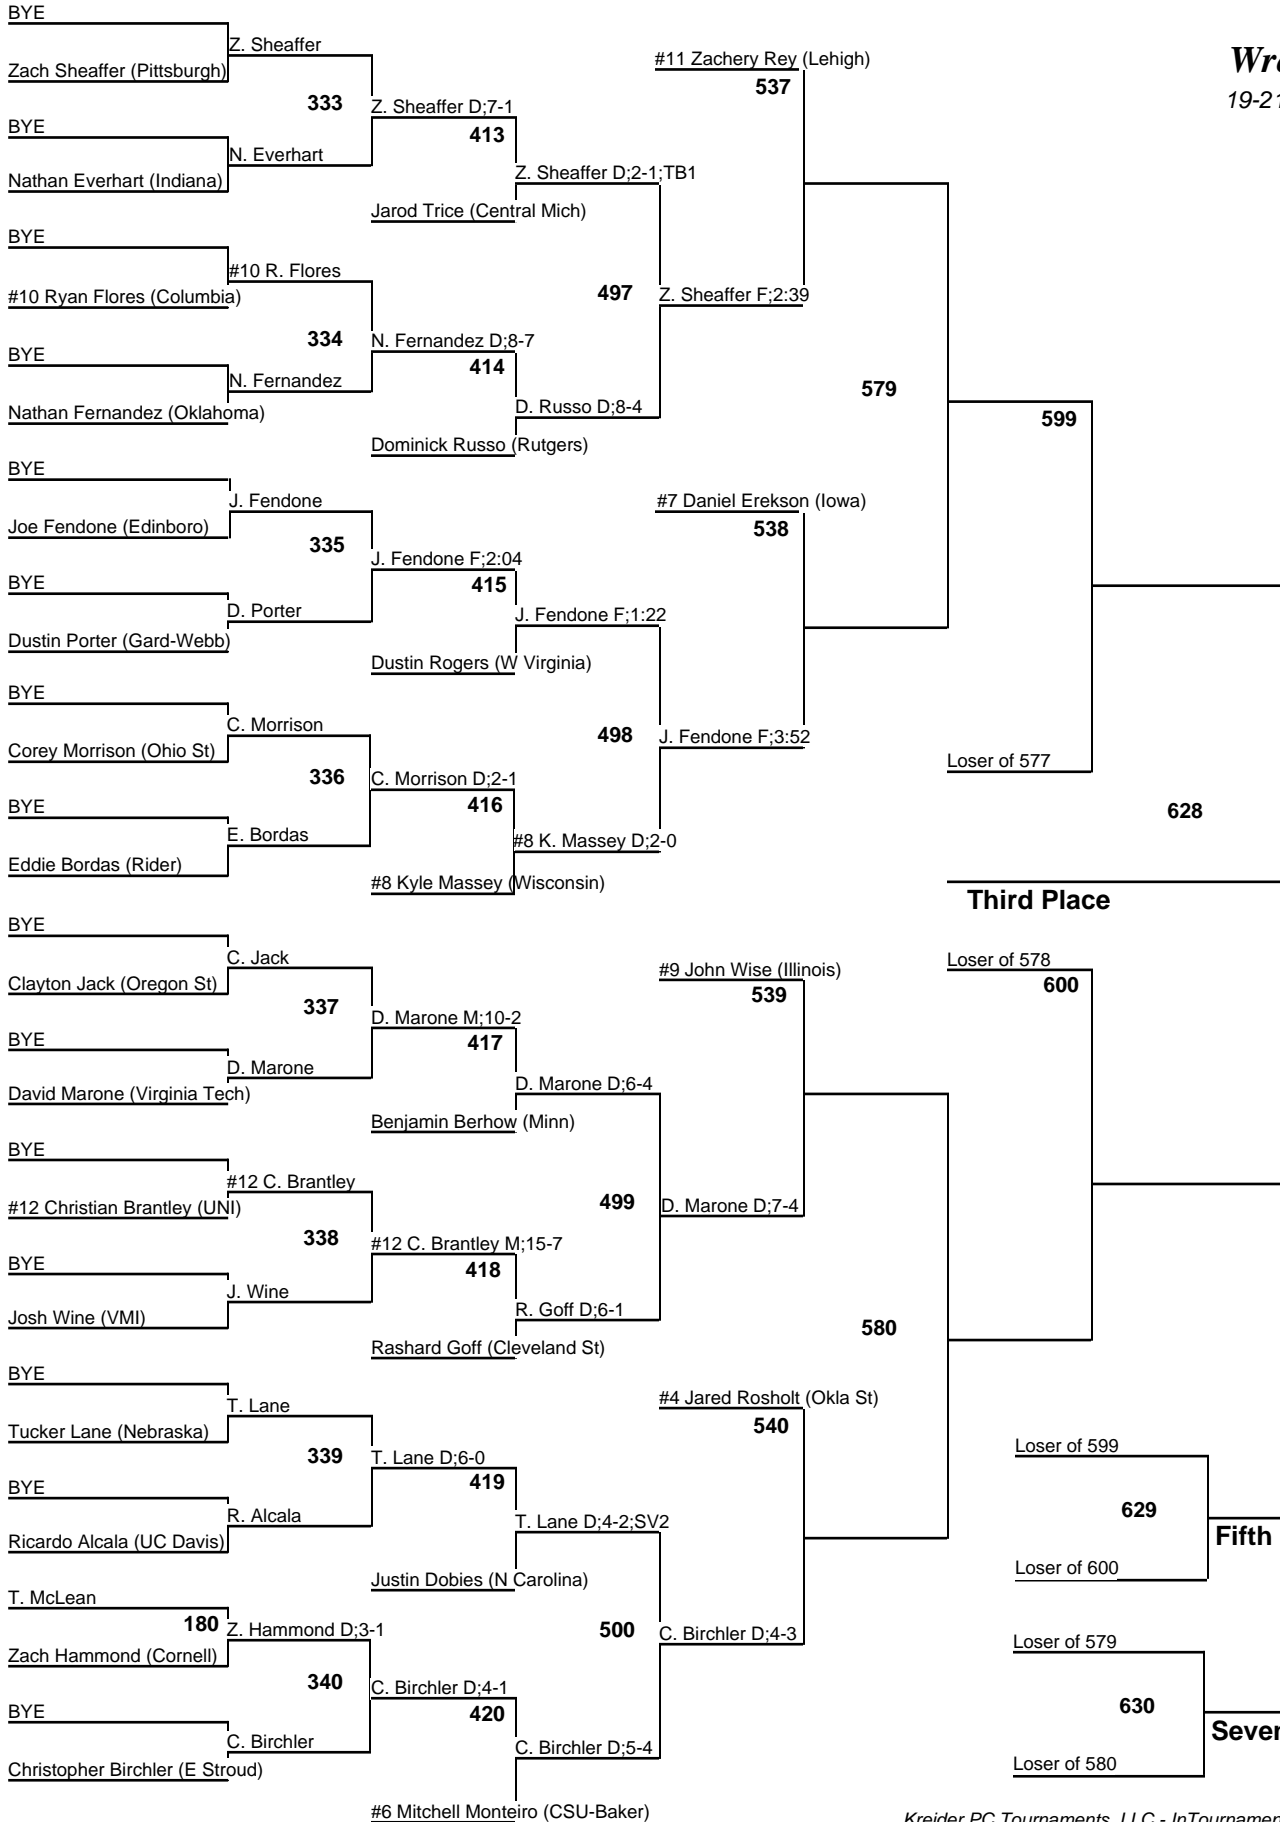 BYE
Z. Sheaffer
Zach Sheaffer (Pittsburgh)
333
Z. Sheaffer D;7-1
BYE
413
N. Everhart
Nathan Everhart (Indiana)
Z. Sheaffer D;2-1;TB1
Jarod Trice (Central Mich)
BYE
#10 R. Flores
#10 Ryan Flores (Columbia)
497
Z. Sheaffer F;2:39
334
N. Fernandez D;8-7
BYE
414
N. Fernandez
Nathan Fernandez (Oklahoma)
D. Russo D;8-4
Dominick Russo (Rutgers)
#11 Zachery Rey (Lehigh)
537
579
599
BYE
J. Fendone
Joe Fendone (Edinboro)
335
J. Fendone F;2:04
BYE
415
D. Porter
Dustin Porter (Gard-Webb)
J. Fendone F;1:22
Dustin Rogers (W Virginia)
#7 Daniel Erekson (Iowa)
538
BYE
C. Morrison
Corey Morrison (Ohio St)
498
J. Fendone F;3:52
336
C. Morrison D;2-1
BYE
416
E. Bordas
Eddie Bordas (Rider)
#8 K. Massey D;2-0
#8 Kyle Massey (Wisconsin)
Loser of 577
628
Third Place
BYE
C. Jack
Clayton Jack (Oregon St)
337
D. Marone M;10-2
BYE
417
D. Marone
David Marone (Virginia Tech)
D. Marone D;6-4
Benjamin Berhow (Minn)
#9 John Wise (Illinois)
539
Loser of 578
600
BYE
#12 C. Brantley
#12 Christian Brantley (UNI)
499
D. Marone D;7-4
338
#12 C. Brantley M;15-7
BYE
418
J. Wine
Josh Wine (VMI)
R. Goff D;6-1
Rashard Goff (Cleveland St)
580
BYE
T. Lane
Tucker Lane (Nebraska)
#4 Jared Rosholt (Okla St)
540
339
T. Lane D;6-0
BYE
419
R. Alcala
Ricardo Alcala (UC Davis)
T. Lane D;4-2;SV2
Justin Dobies (N Carolina)
T. McLean
180
Z. Hammond D;3-1
Zach Hammond (Cornell)
500
C. Birchler D;4-3
340
C. Birchler D;4-1
BYE
420
C. Birchler
Christopher Birchler (E Stroud)
C. Birchler D;5-4
#6 Mitchell Monteiro (CSU-Baker)
Loser of 599
629
Fifth
Loser of 600
Loser of 579
630
Seven
Loser of 580
Wre
19-21
Kreider PC Tournaments, LLC - InTournamen